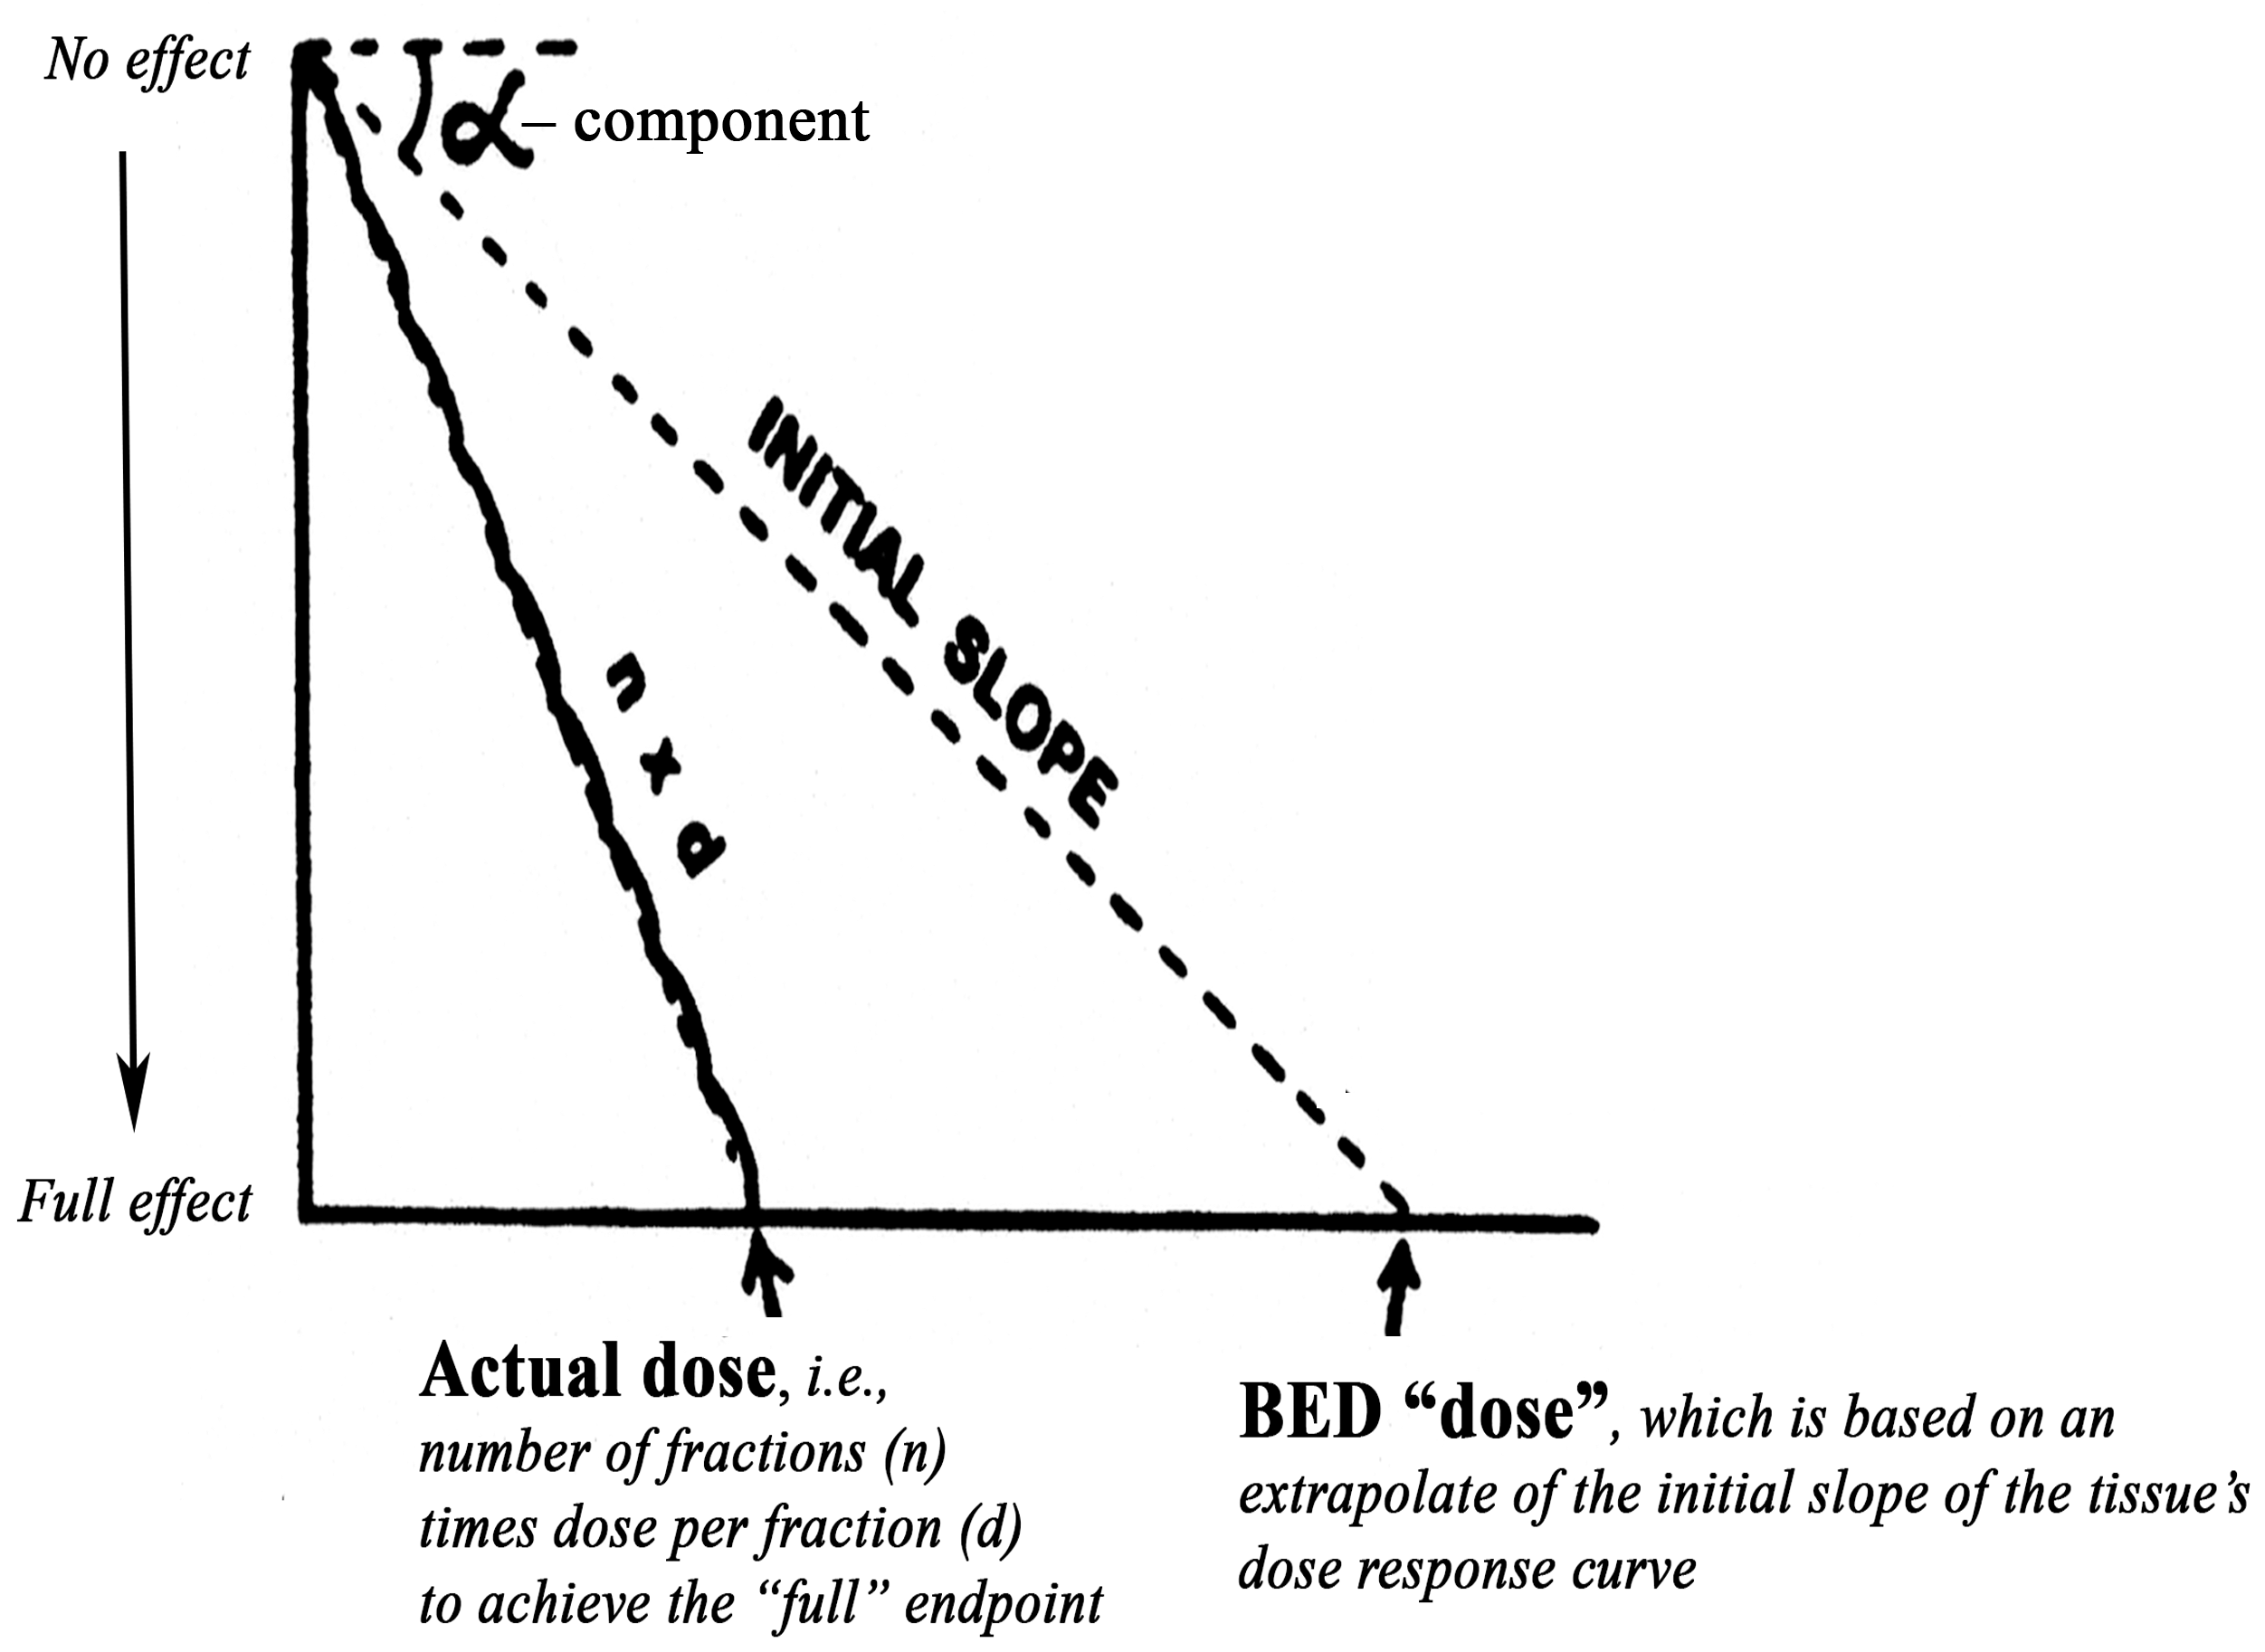 No effect
α – component
INITIAL SLOPE
n x d
Full effect
Actual dose, i.e.,
number of fractions (n)
times dose per fraction (d)
to achieve the “full” endpoint
BED “dose”, which is based on an
extrapolate of the initial slope of the tissue’s
dose response curve